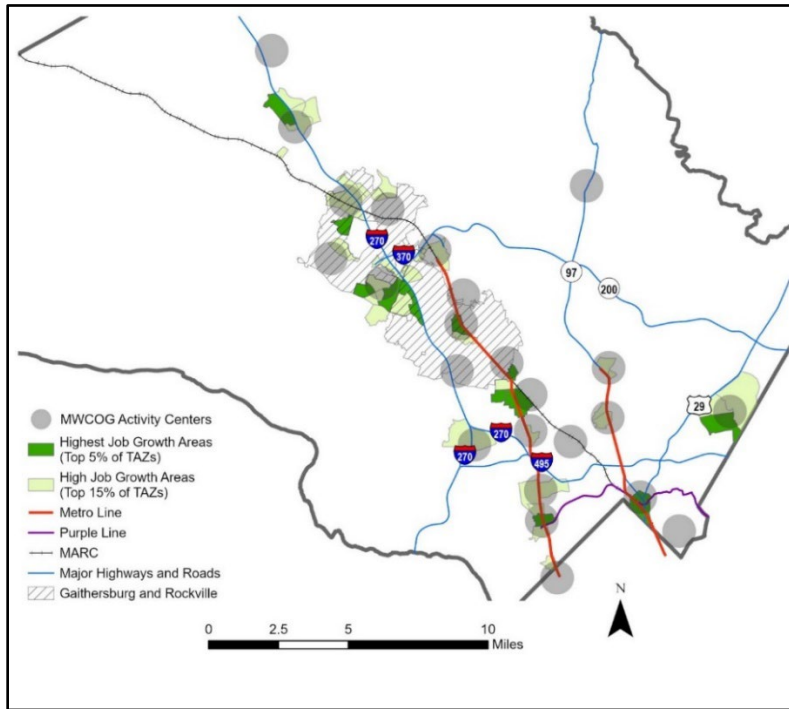 270
370
97
200
29
270
270
495
MWCOG Activity Centers
Highest Job Growth Areas
(Top 5% of TAZs)
High Job Growth Areas
(Top 15% of TAZs)
Metro Line
Purple Line
MARC
Major Highways and Roads
Gaithersburg and Rockville
N
0 2.5 5 10
Miles